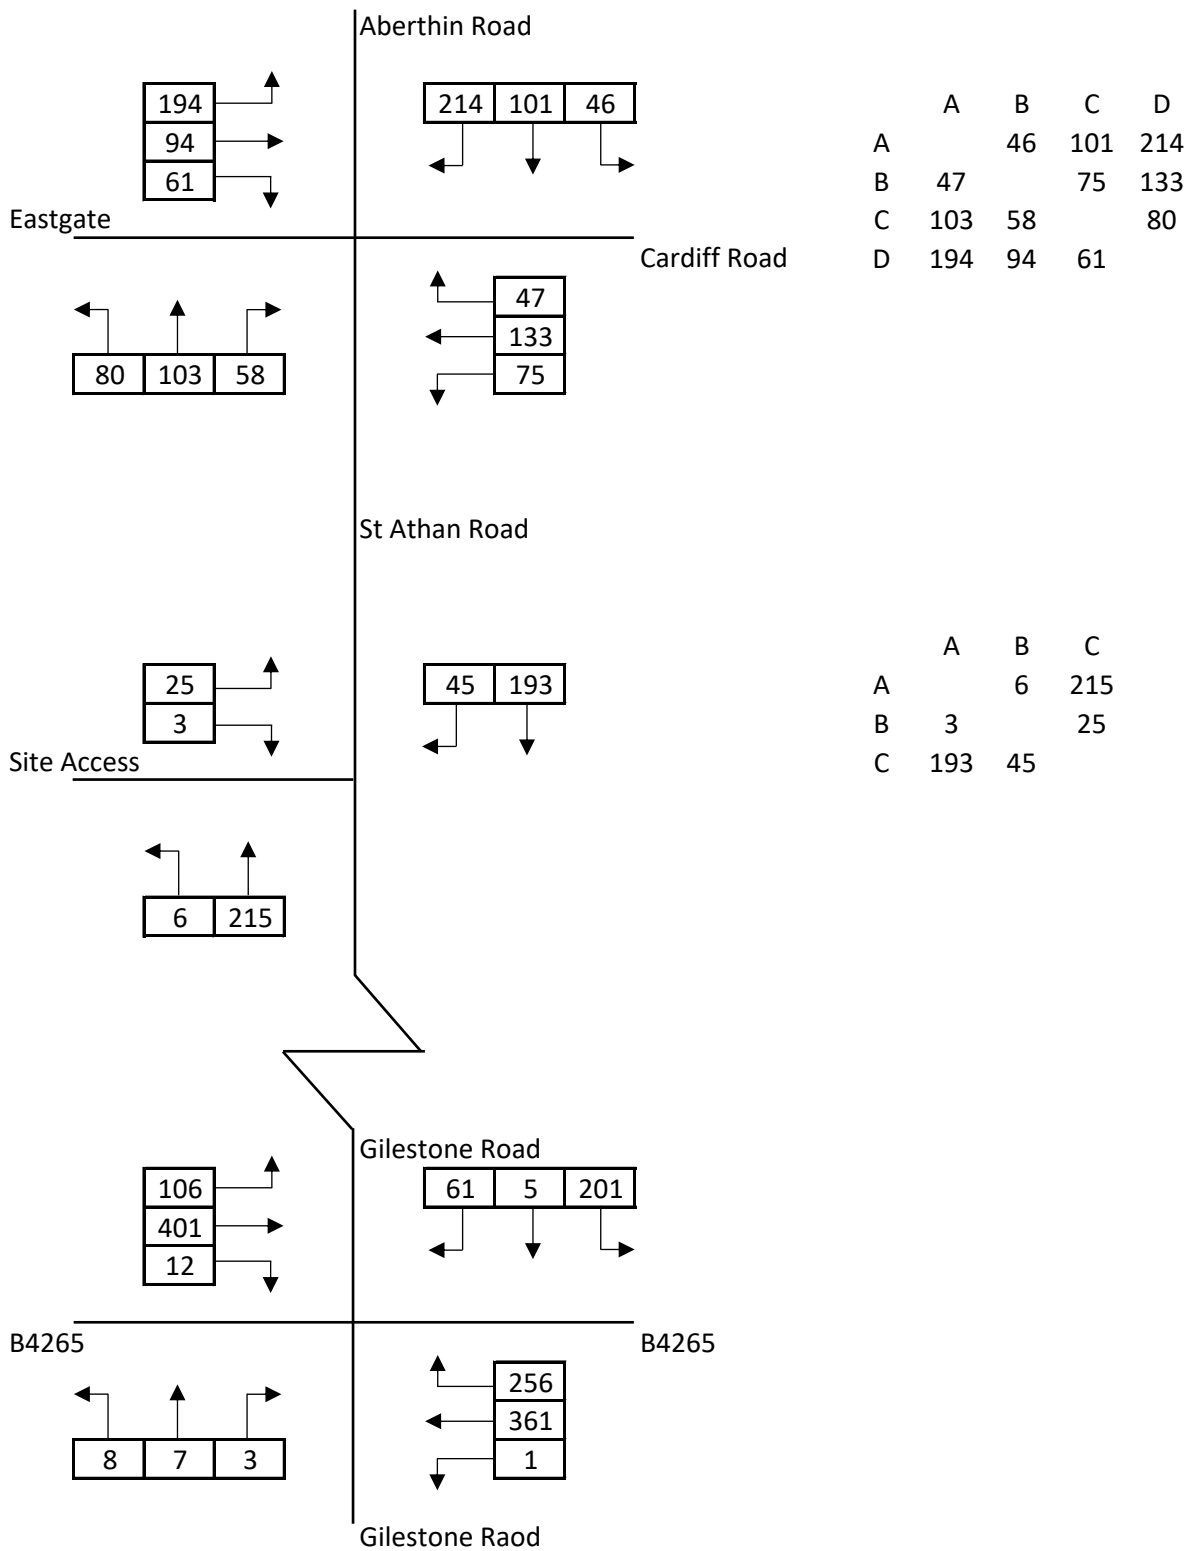 Aberthin Road
194
94
61
214 101 46
A B C D
A 46 101 214
B 47 75 133
C 103 58 80
D 194 94 61
Eastgate
Cardiff Road
80 103 58
47
133
75
St Athan Road
25
3
45 193
A B C
A 6 215
B 3 25
C 193 45
Site Access
6 215
Gilestone Road
106
401
12
61 5 201
B4265
B4265
8 7 3
256
361
1
Gilestone Raod